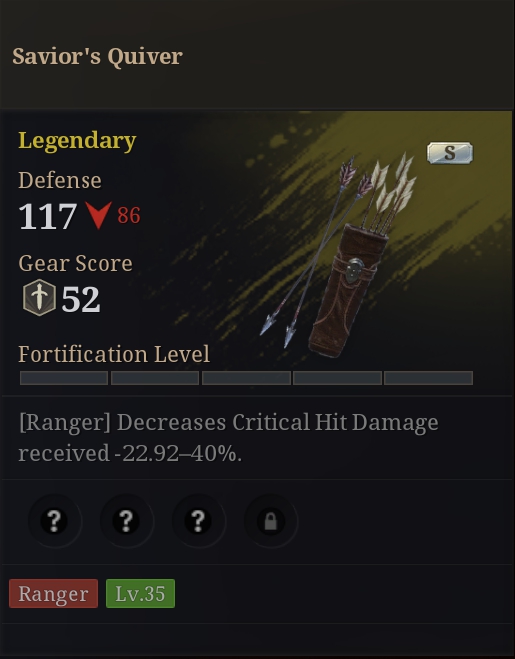 Savior's Quiver
Legendary
S
Defense
117 86
Gear Score
52
Fortification Level
[Ranger] Decreases Critical Hit Damage
received -22.92–40%.
? ? ?
Ranger Lv.35